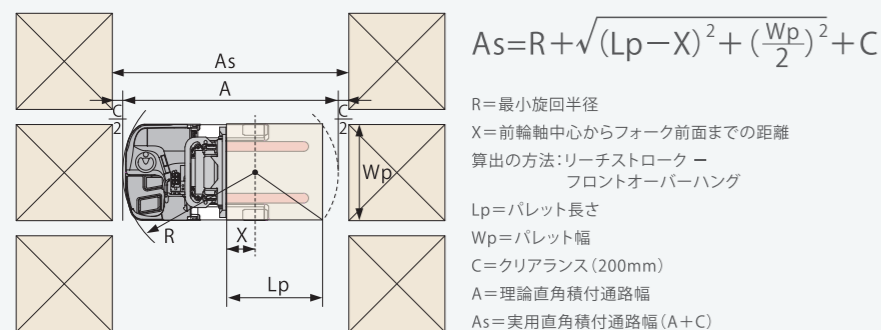 As
A
C
2
C
2
Wp
R
X
Lp
As=R+√(Lp−X)²+(Wp/2)²+C
R=最小旋回半径
X=前輪軸中心からフォーク前面までの距離
算出の方法:リーチストローク −
フロントオーバーハング
Lp=パレット長さ
Wp=パレット幅
C=クリアランス(200mm)
A=理論直角積付通路幅
As=実用直角積付通路幅(A+C)